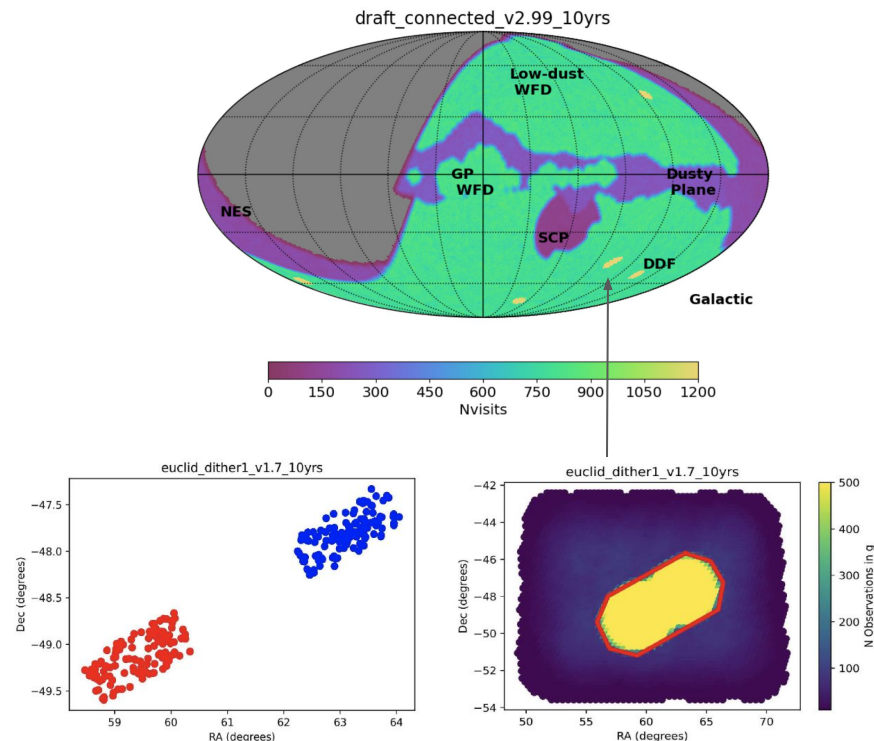 draft_connected_v2.99_10yrs
Low-dust
WFD
GP
WFD
Dusty
Plane
NES
SCP
DDF
Galactic
0 150 300 450 600 750 900 1050 1200
Nvisits
euclid_dither1_v1.7_10yrs
−47.5
−48.0
−48.5
−49.0
−49.5
Dec (degrees)
59 60 61 62 63 64
RA (degrees)
euclid_dither1_v1.7_10yrs
−42
−44
−46
−48
−50
−52
−54
Dec (degrees)
50 55 60 65 70
RA (degrees)
500
400
300
200
100
N Observations in g